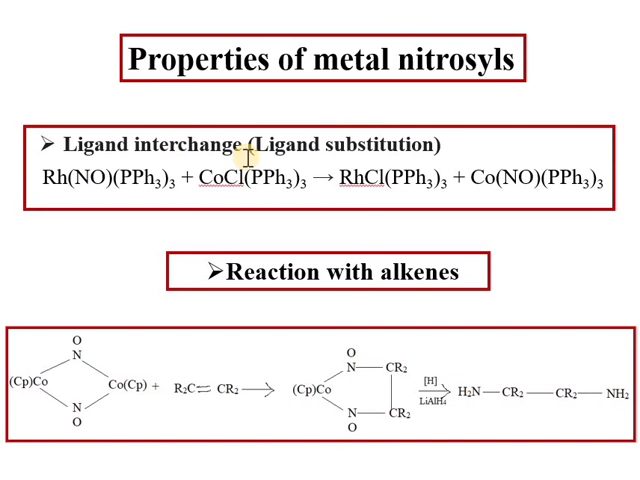 Properties of metal nitrosyls
➢ Ligand interchange (Ligand substitution)
Rh(NO)(PPh₃)₃ + CoCl(PPh₃)₃ → RhCl(PPh₃)₃ + Co(NO)(PPh₃)₃
➢Reaction with alkenes
O
N
(Cp)Co
Co(Cp) +
N
O
R₂C═CR₂ ⟶
O
N—CR₂
(Cp)Co
N—CR₂
O
[H]
LiAlH₄
H₂N—CR₂—CR₂—NH₂